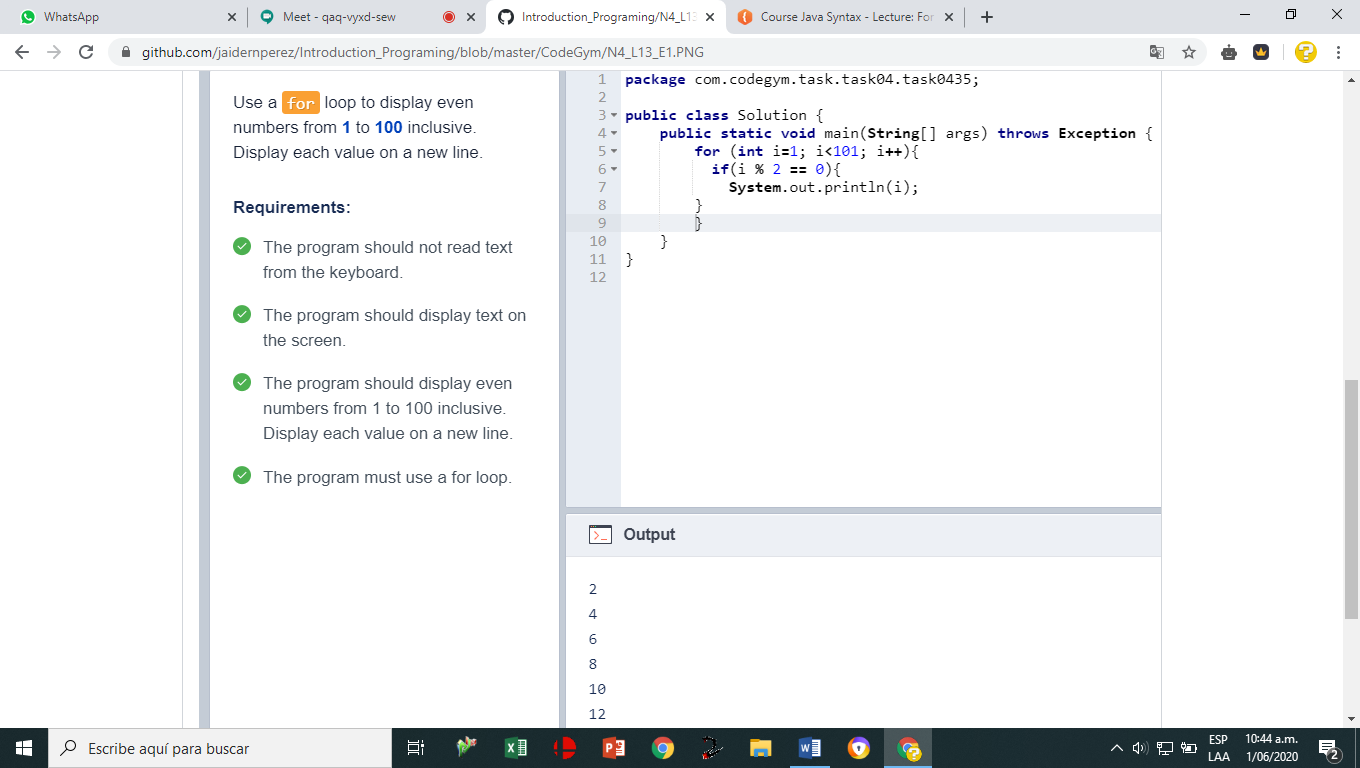 WhatsApp
Meet - qaq-vyxd-sew
Introduction_Programing/N4_L13
Course Java Syntax - Lecture: For
github.com/jaidernperez/Introduction_Programing/blob/master/CodeGym/N4_L13_E1.PNG
Use a for loop to display even
numbers from 1 to 100 inclusive.
Display each value on a new line.
Requirements:
The program should not read text
from the keyboard.
The program should display text on
the screen.
The program should display even
numbers from 1 to 100 inclusive.
Display each value on a new line.
The program must use a for loop.
1 package com.codegym.task.task04.task0435;
2
3 public class Solution {
4 public static void main(String[] args) throws Exception {
5 for (int i=1; i<101; i++){
6 if(i % 2 == 0){
7 System.out.println(i);
8 }
9 }
10 }
11 }
12
Output
2
4
6
8
10
12
Escribe aquí para buscar
ESP
LAA
10:44 a.m.
1/06/2020
2